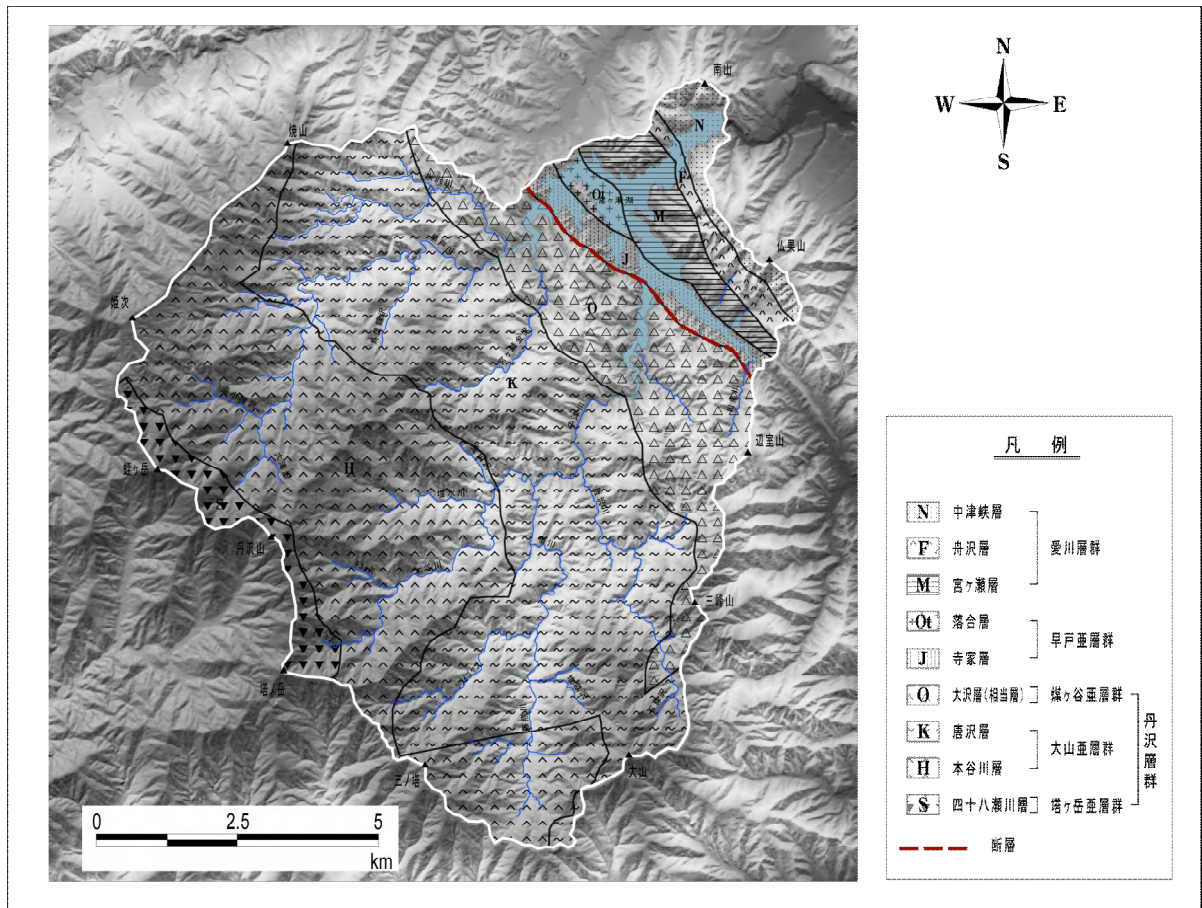 南山
N
W E
S
焼山
N
F
Ot
M
仏果山
J
姫次
O
K
辺室山
蛭ヶ岳
H
S
丹沢山
三峰山
塔ノ岳
三ノ塔
大山
0 2.5 5
km
凡 例
N 中津峡層
F 舟沢層
愛川層群
M 宮ヶ瀬層
Ot 落合層
早戸亜層群
J 寺家層
O 大沢層(相当層) 煤ヶ谷亜層群
K 唐沢層
大山亜層群
H 本谷川層
S 四十八瀬川層 塔ヶ岳亜層群
丹沢層群
断層